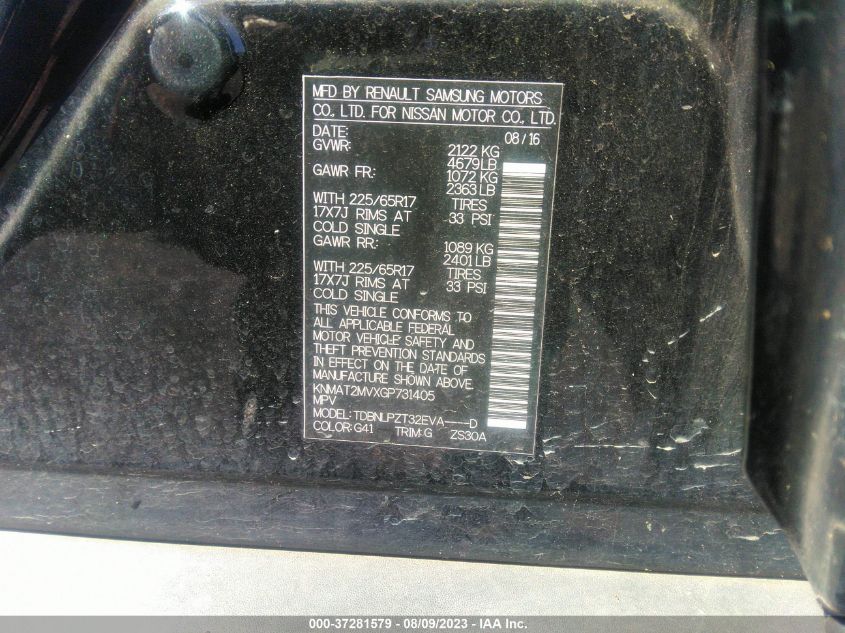 MFD BY RENAULT SAMSUNG MOTORS
CO., LTD. FOR NISSAN MOTOR CO., LTD.
DATE: 08/16
GVWR: 2122 KG
4679 LB
GAWR FR: 1072 KG
2363 LB
WITH 225/65R17 TIRES
17X7J RIMS AT 33 PSI
COLD SINGLE
GAWR RR: 1089 KG
2401 LB
WITH 225/65R17 TIRES
17X7J RIMS AT 33 PSI
COLD SINGLE
THIS VEHICLE CONFORMS TO
ALL APPLICABLE FEDERAL
MOTOR VEHICLE SAFETY AND
THEFT PREVENTION STANDARDS
IN EFFECT ON THE DATE OF
MANUFACTURE SHOWN ABOVE.
KNMAT2MVXGP731405
MPV
MODEL: TDBNLPZT32EVA----D
COLOR: G41 TRIM: G ZS30A
000-37281579 - 08/09/2023 - IAA Inc.